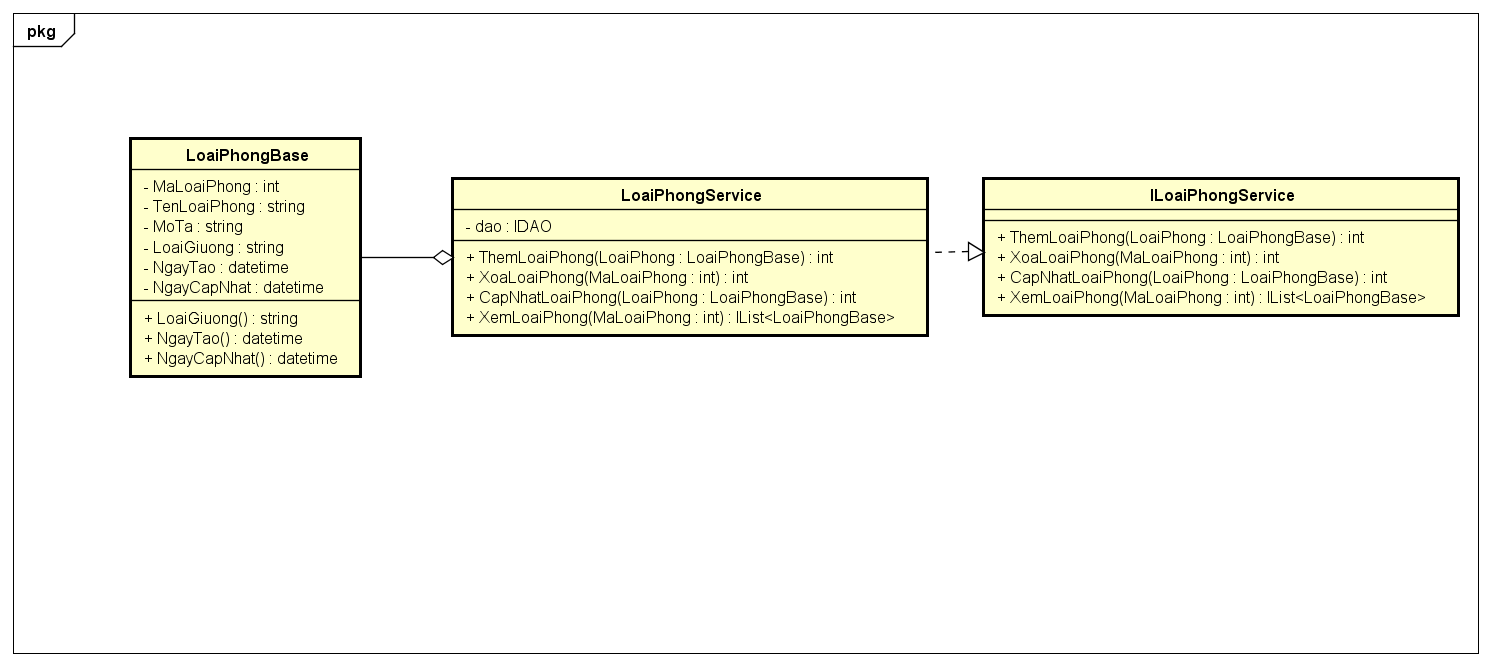 pkg
LoaiPhongBase
- MaLoaiPhong : int
- TenLoaiPhong : string
- MoTa : string
- LoaiGiuong : string
- NgayTao : datetime
- NgayCapNhat : datetime
+ LoaiGiuong() : string
+ NgayTao() : datetime
+ NgayCapNhat() : datetime
LoaiPhongService
- dao : IDAO
+ ThemLoaiPhong(LoaiPhong : LoaiPhongBase) : int
+ XoaLoaiPhong(MaLoaiPhong : int) : int
+ CapNhatLoaiPhong(LoaiPhong : LoaiPhongBase) : int
+ XemLoaiPhong(MaLoaiPhong : int) : IList<LoaiPhongBase>
ILoaiPhongService
+ ThemLoaiPhong(LoaiPhong : LoaiPhongBase) : int
+ XoaLoaiPhong(MaLoaiPhong : int) : int
+ CapNhatLoaiPhong(LoaiPhong : LoaiPhongBase) : int
+ XemLoaiPhong(MaLoaiPhong : int) : IList<LoaiPhongBase>